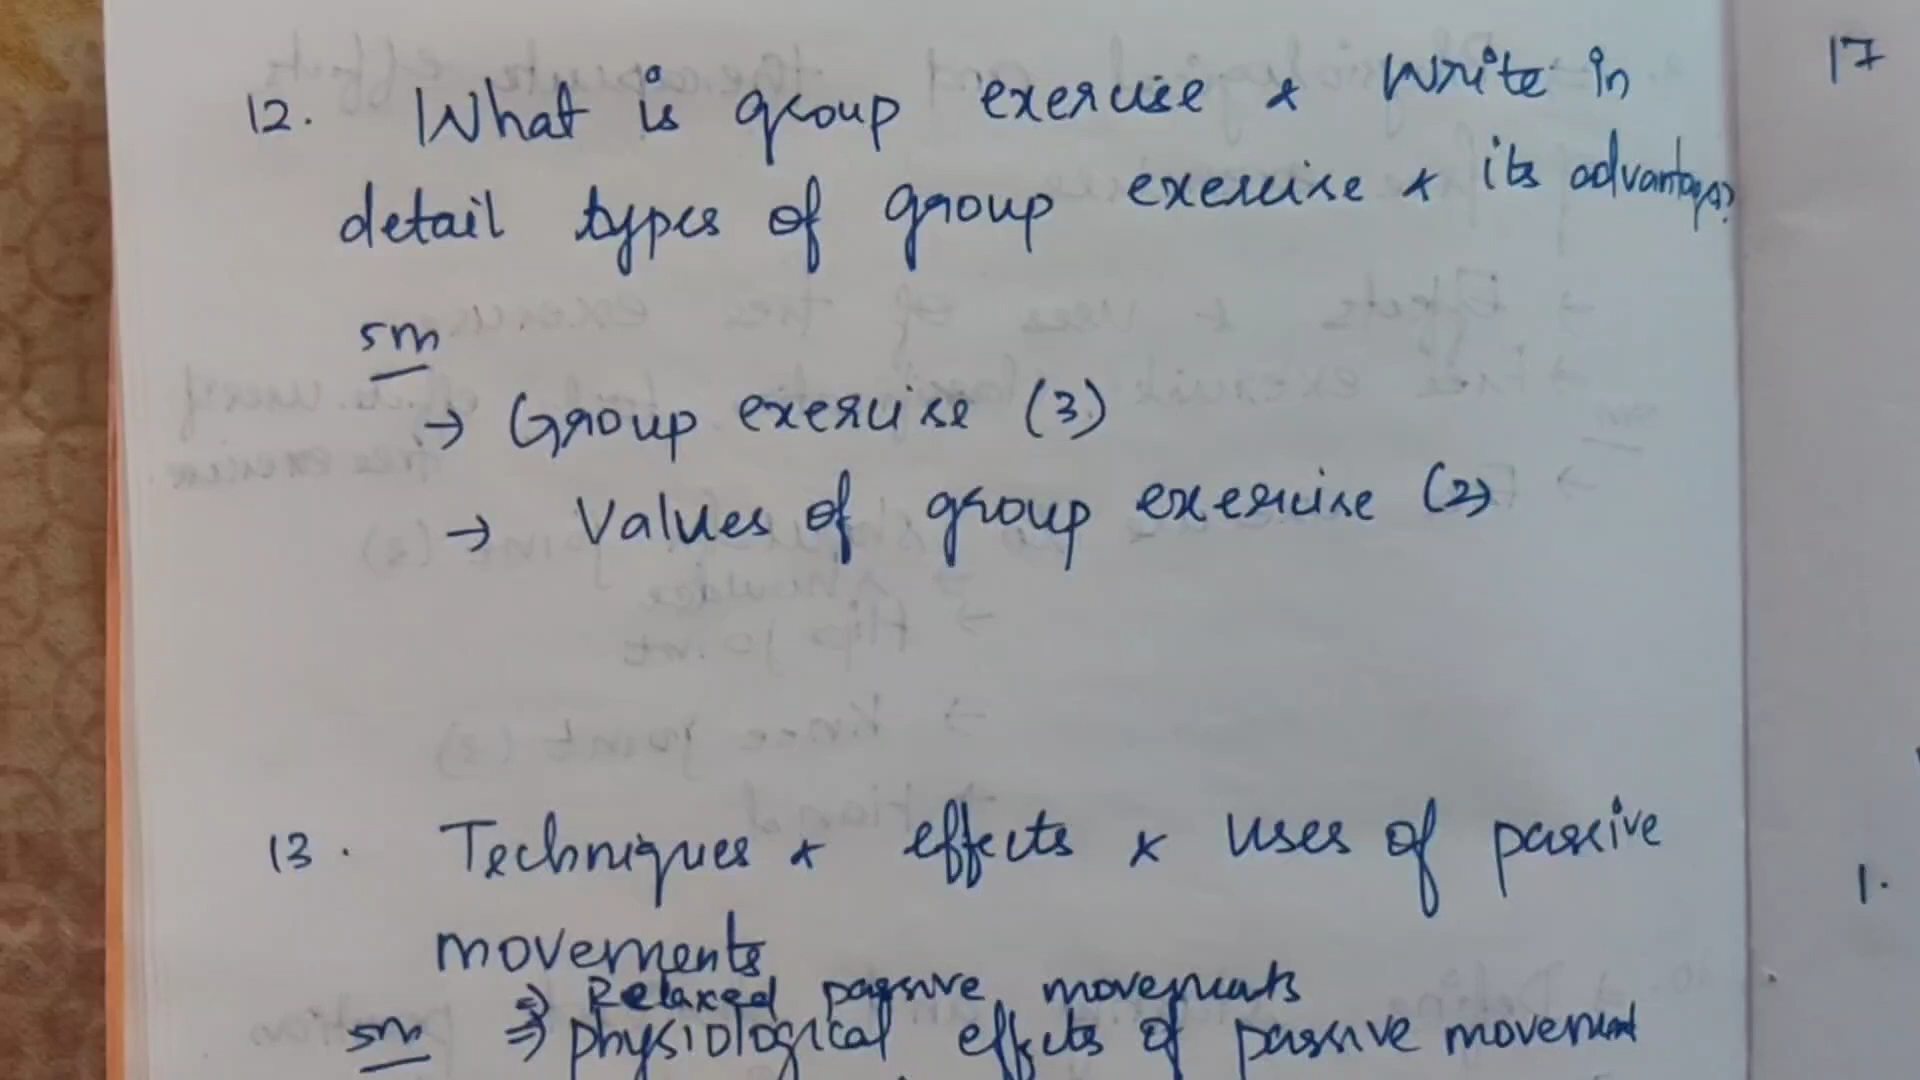 12. What is group exercise & write in
detail types of group exercise & its advantages?
5m
→ Group exercise (3)
→ Values of group exercise (2)
13. Techniques & effects & uses of passive
movements
⇒ Relaxed passive movements
5m ⇒ physiological effects of passive movement
17
1.